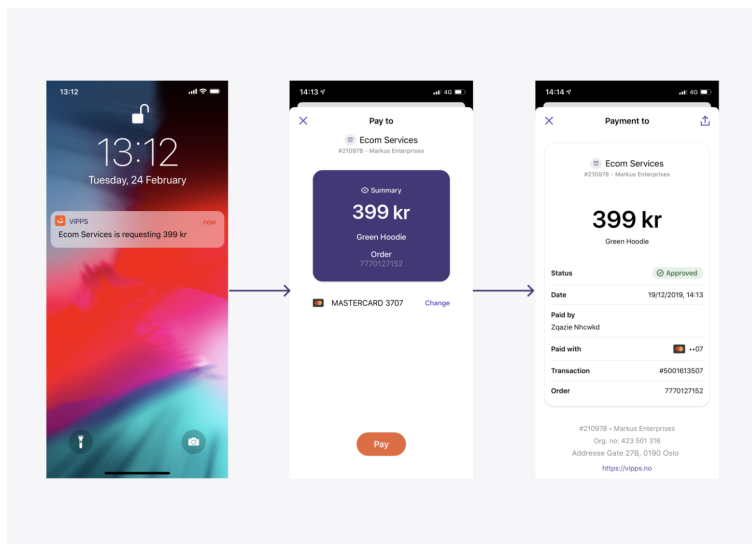 13:12
13:12
Tuesday, 24 February
VIPPS
now
Ecom Services is requesting 399 kr
14:13
4G
Pay to
Ecom Services
#210978 - Markus Enterprises
Summary
399 kr
Green Hoodie
Order
7770127152
MASTERCARD 3707
Change
Pay
14:14
4G
Payment to
Ecom Services
#210978 - Markus Enterprises
399 kr
Green Hoodie
Status
Approved
Date
19/12/2019, 14:13
Paid by
Zqazie Nhcwkd
Paid with
••07
Transaction
#5001613507
Order
7770127152
#210978 • Markus Enterprises
Org. no: 423 501 316
Addresse Gate 27B, 0190 Oslo
https://vipps.no